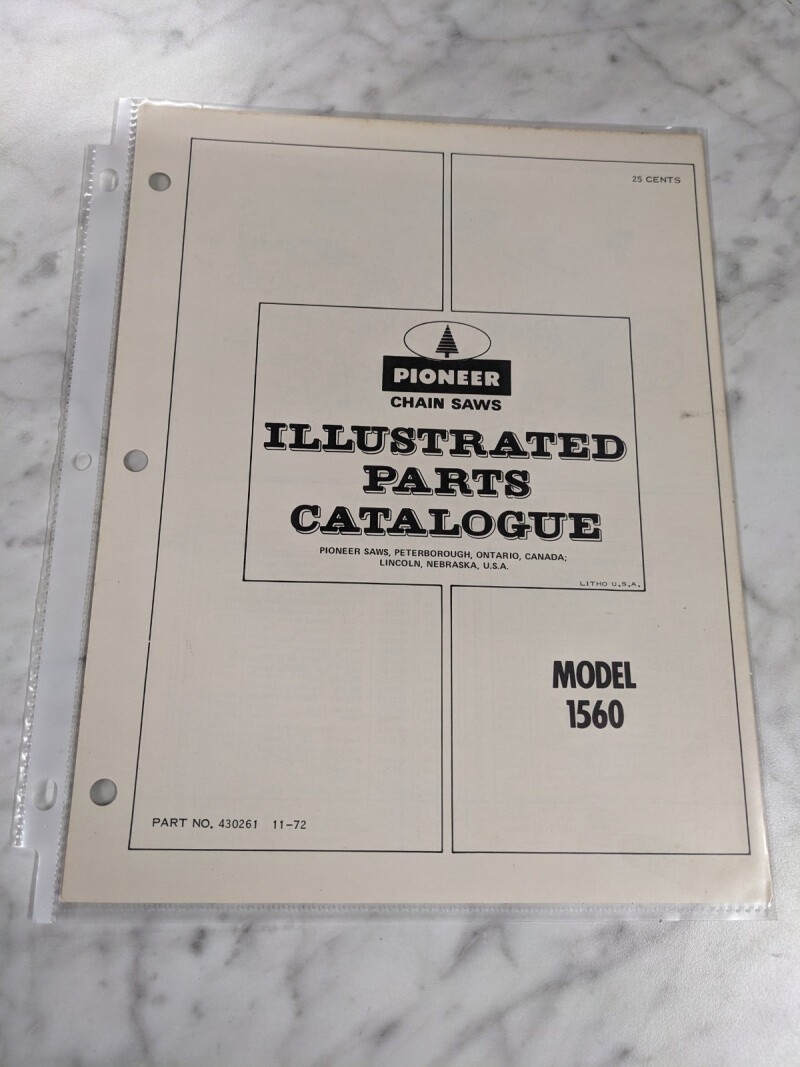 25 CENTS
PIONEER
CHAIN SAWS
ILLUSTRATED
PARTS
CATALOGUE
PIONEER SAWS, PETERBOROUGH, ONTARIO, CANADA;
LINCOLN, NEBRASKA, U.S.A.
LITHO U.S.A.
MODEL
1560
PART NO. 430261 11-72